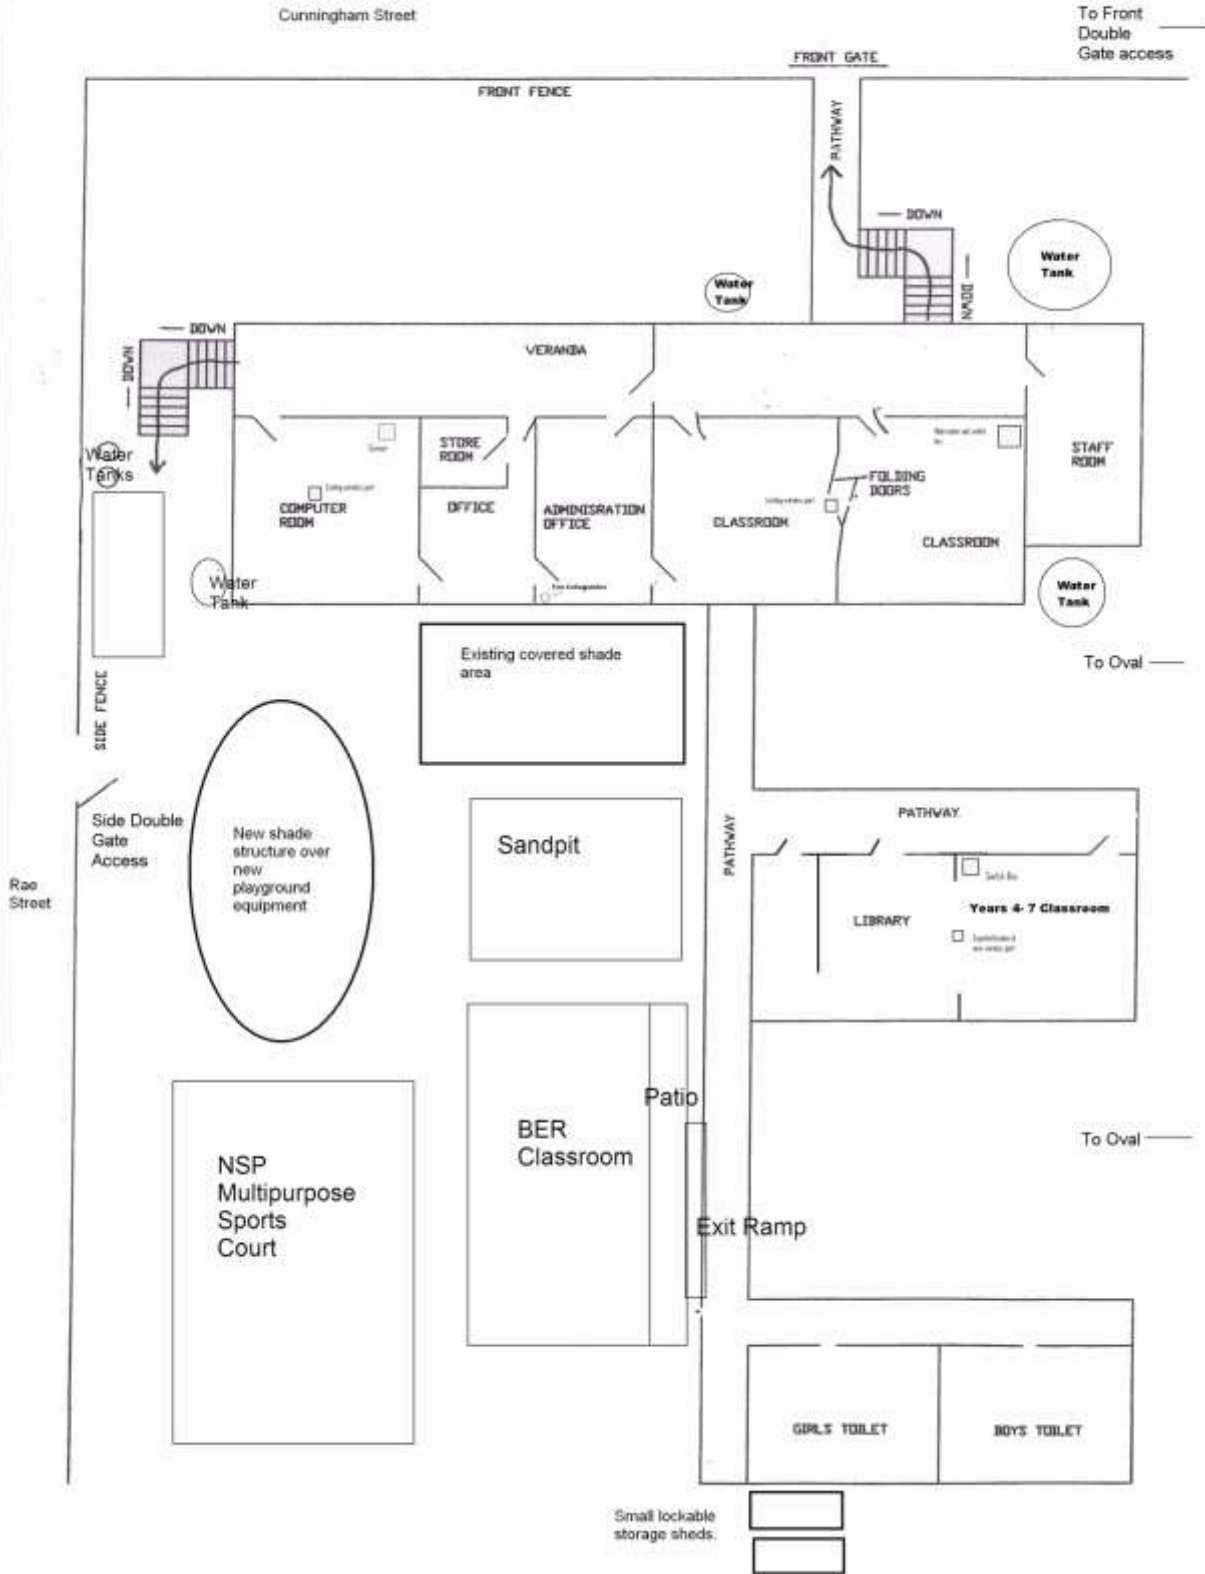 Cunningham Street
To Front
Double
Gate access
FRONT GATE
FRONT FENCE
PATHWAY
DOWN
DOWN
Water
Tank
Water
Tank
DOWN
DOWN
VERANDA
Water
Tanks
STORE
ROOM
STAFF
ROOM
FOLDING
DOORS
COMPUTER
ROOM
OFFICE
ADMINISRATION
OFFICE
CLASSROOM
CLASSROOM
Water
Tank
Water
Tank
Existing covered shade
area
To Oval
SIDE FENCE
Side Double
Gate
Access
New shade
structure over
new
playground
equipment
Sandpit
PATHWAY
PATHWAY
Rae
Street
LIBRARY
Years 4-7 Classroom
Patio
BER
Classroom
To Oval
NSP
Multipurpose
Sports
Court
Exit Ramp
GIRLS TOILET
BOYS TOILET
Small lockable
storage sheds.